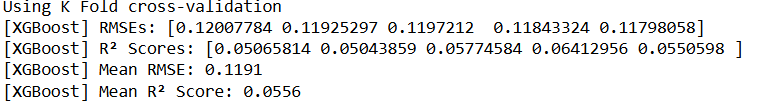 Using K Fold cross-validation
[XGBoost] RMSEs: [0.12007784 0.11925297 0.1197212  0.11843324 0.11798058]
[XGBoost] R² Scores: [0.05065814 0.05043859 0.05774584 0.06412956 0.0550598 ]
[XGBoost] Mean RMSE: 0.1191
[XGBoost] Mean R² Score: 0.0556